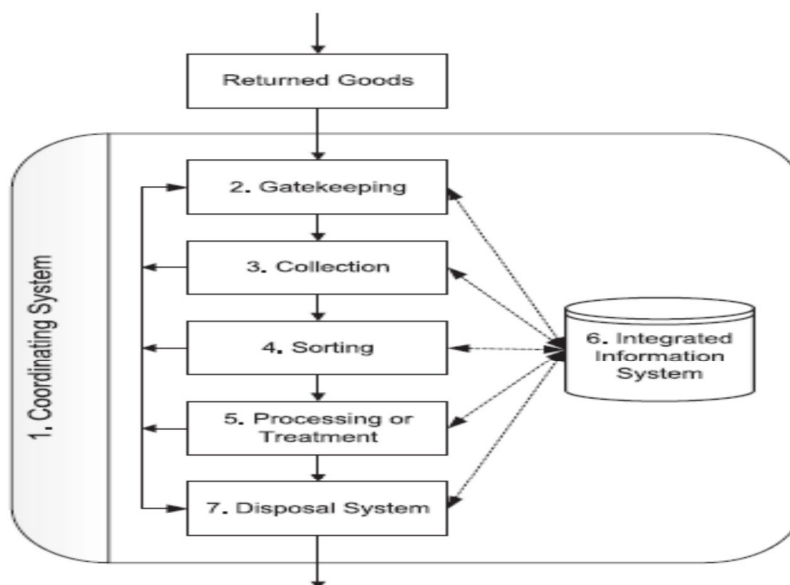 Returned Goods
1. Coordinating System
2. Gatekeeping
3. Collection
4. Sorting
5. Processing or
Treatment
6. Integrated
Information
System
7. Disposal System